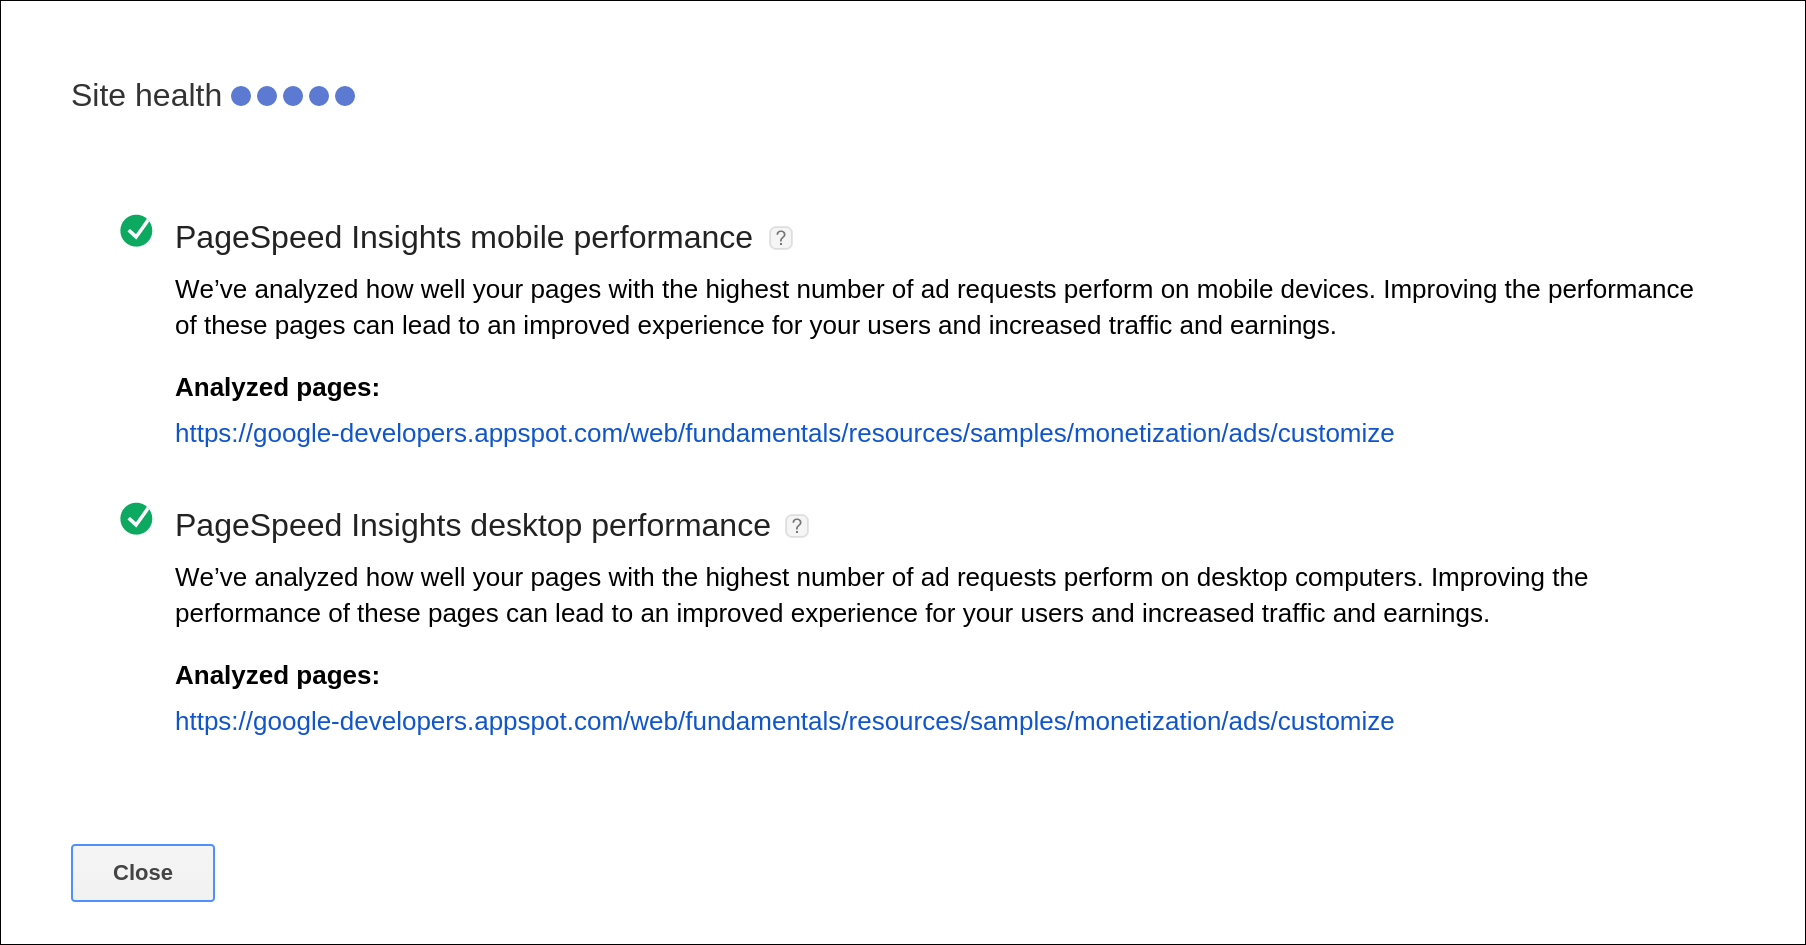 Site health
PageSpeed Insights mobile performance ?
We’ve analyzed how well your pages with the highest number of ad requests perform on mobile devices. Improving the performance
of these pages can lead to an improved experience for your users and increased traffic and earnings.
Analyzed pages:
https://google-developers.appspot.com/web/fundamentals/resources/samples/monetization/ads/customize
PageSpeed Insights desktop performance ?
We’ve analyzed how well your pages with the highest number of ad requests perform on desktop computers. Improving the
performance of these pages can lead to an improved experience for your users and increased traffic and earnings.
Analyzed pages:
https://google-developers.appspot.com/web/fundamentals/resources/samples/monetization/ads/customize
Close